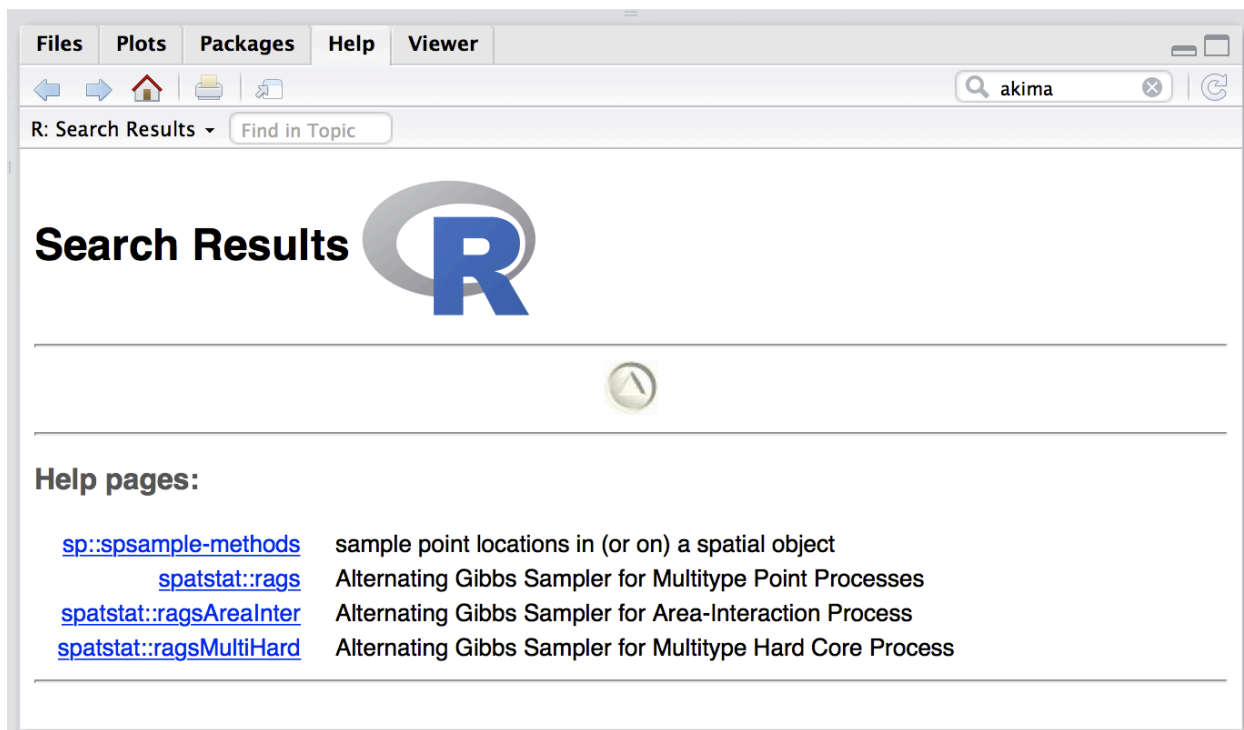 Files Plots Packages Help Viewer
akima
R: Search Results Find in Topic
Search Results R
Help pages:
sp::spsample-methods sample point locations in (or on) a spatial object
spatstat::rags Alternating Gibbs Sampler for Multitype Point Processes
spatstat::ragsAreaInter Alternating Gibbs Sampler for Area-Interaction Process
spatstat::ragsMultiHard Alternating Gibbs Sampler for Multitype Hard Core Process